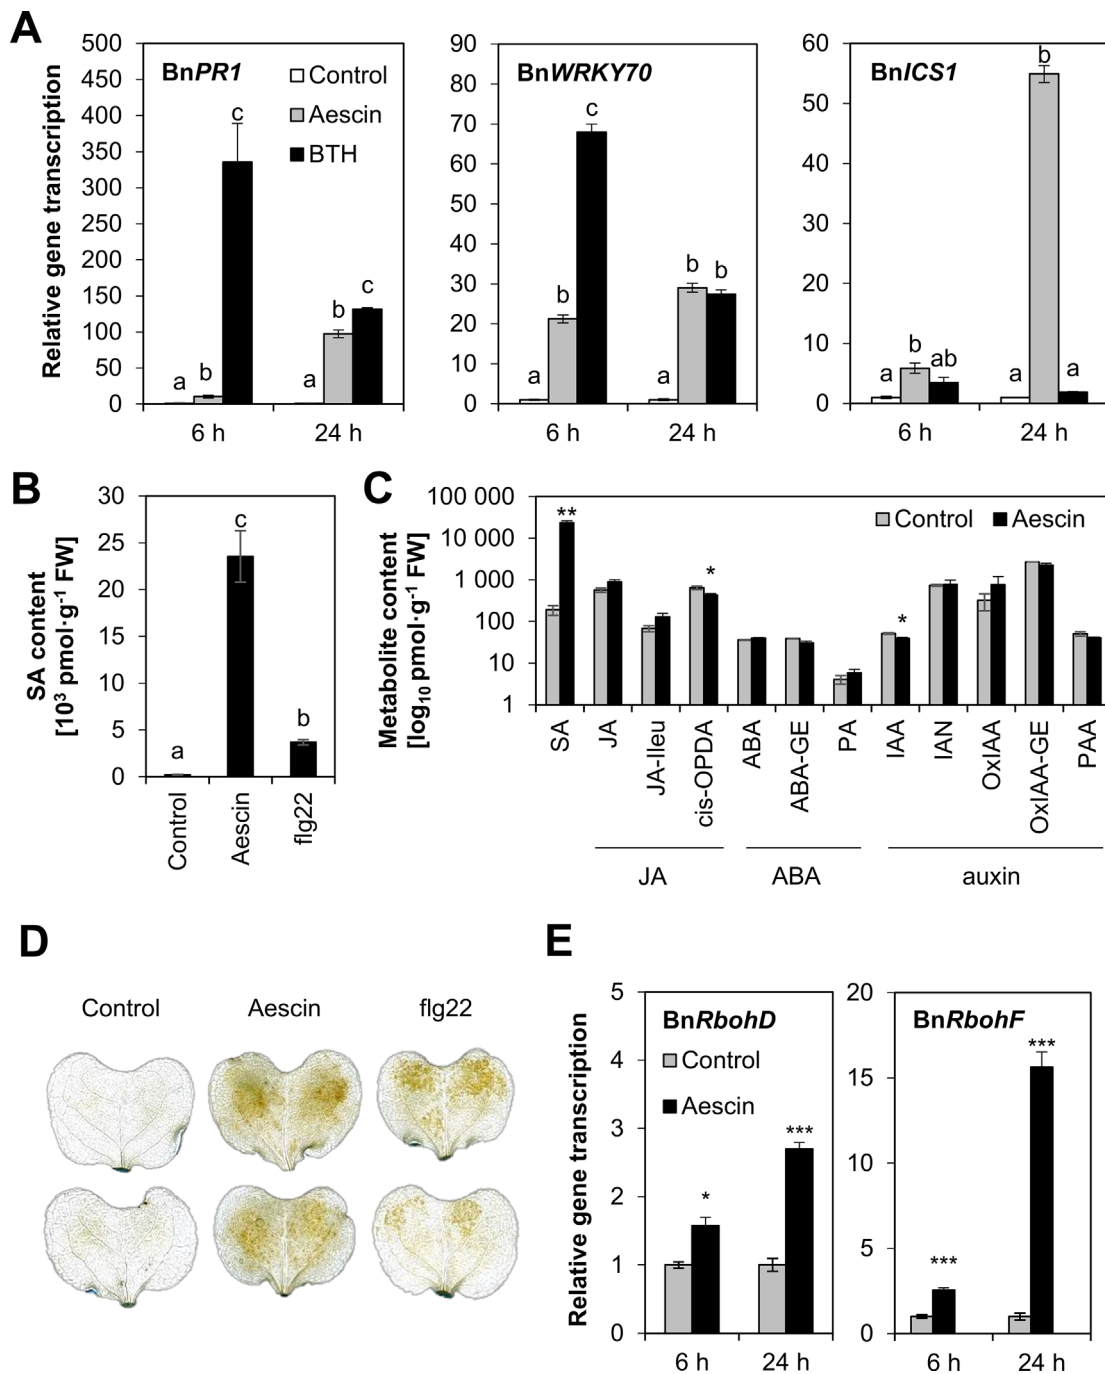 A
Relative gene transcription
500
450
400
350
300
250
200
150
100
50
0
BnPR1
Control
Aescin
BTH
a
b
c
a
b
c
6 h
24 h
90
80
70
60
50
40
30
20
10
0
BnWRKY70
a
b
c
a
b
b
6 h
24 h
60
50
40
30
20
10
0
BnICS1
a
b
ab
a
b
a
6 h
24 h
B
SA content
[10³ pmol·g⁻¹ FW]
30
25
20
15
10
5
0
a
c
b
Control
Aescin
flg22
C
Metabolite content
[log₁₀ pmol·g⁻¹ FW]
100 000
10 000
1 000
100
10
1
Control
Aescin
**
*
*
SA
JA
JA-Ileu
cis-OPDA
ABA
ABA-GE
PA
IAA
IAN
OxIAA
OxIAA-GE
PAA
JA
ABA
auxin
D
Control
Aescin
flg22
E
Relative gene transcription
5
4
3
2
1
0
BnRbohD
Control
Aescin
*
***
6 h
24 h
20
15
10
5
0
BnRbohF
***
***
6 h
24 h